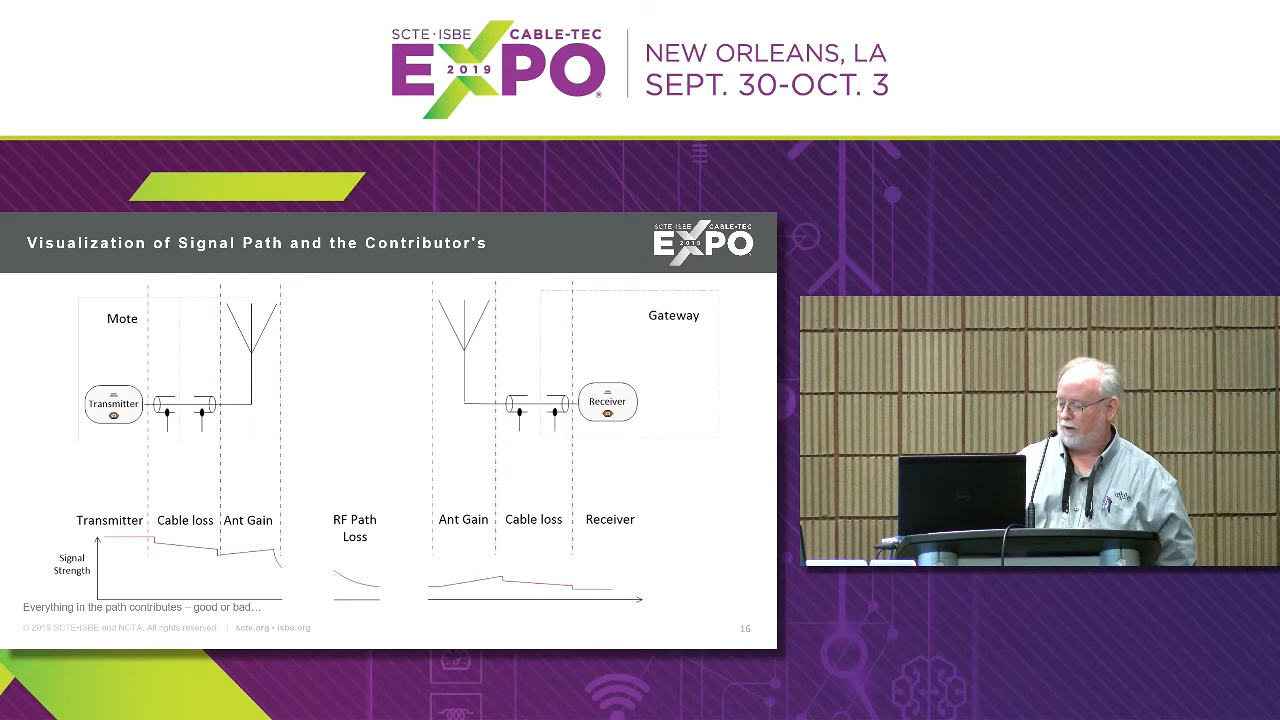 SCTE•ISBE CABLE-TEC
EXPO
2019
NEW ORLEANS, LA
SEPT. 30-OCT. 3
Visualization of Signal Path and the Contributor's
SCTE•ISBE CABLE-TEC
EXPO
2019
Mote
Gateway
Transmitter
Receiver
Transmitter Cable loss Ant Gain RF Path Loss Ant Gain Cable loss Receiver
Signal
Strength
Everything in the path contributes – good or bad…
© 2019 SCTE•ISBE and NCTA. All rights reserved. | scte.org • isbe.org
16